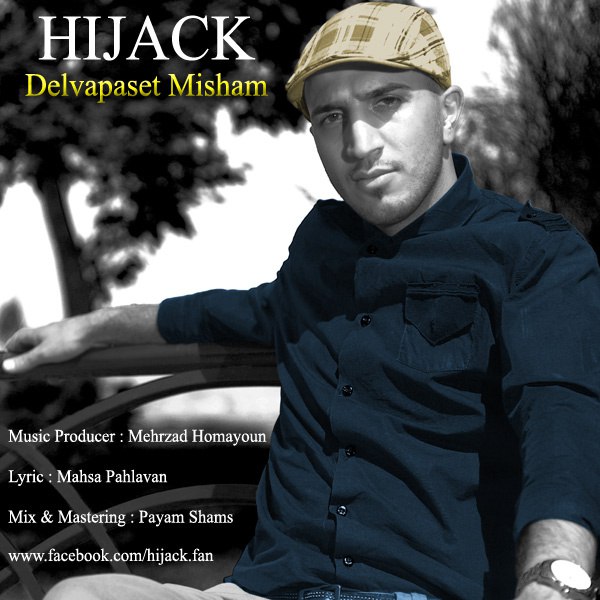 HIJACK
Delvapaset Misham
Music Producer : Mehrzad Homayoun
Lyric : Mahsa Pahlavan
Mix & Mastering : Payam Shams
www.facebook.com/hijack.fan